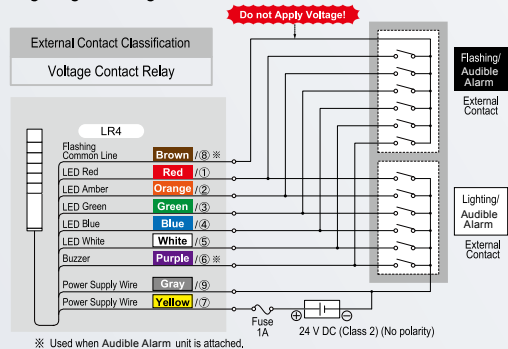 Do not Apply Voltage!
External Contact Classification
Voltage Contact Relay
Flashing/
Audible
Alarm
External
Contact
LR4
Flashing
Common Line Brown /⑧ ※
LED Red Red /①
LED Amber Orange /②
LED Green Green /③
LED Blue Blue /④
LED White White /⑤
Buzzer Purple /⑥ ※
Power Supply Wire Gray /⑨
Power Supply Wire Yellow /⑦
Lighting/
Audible
Alarm
External
Contact
Fuse
1A
24 V DC (Class 2) (No polarity)
※ Used when Audible Alarm unit is attached,